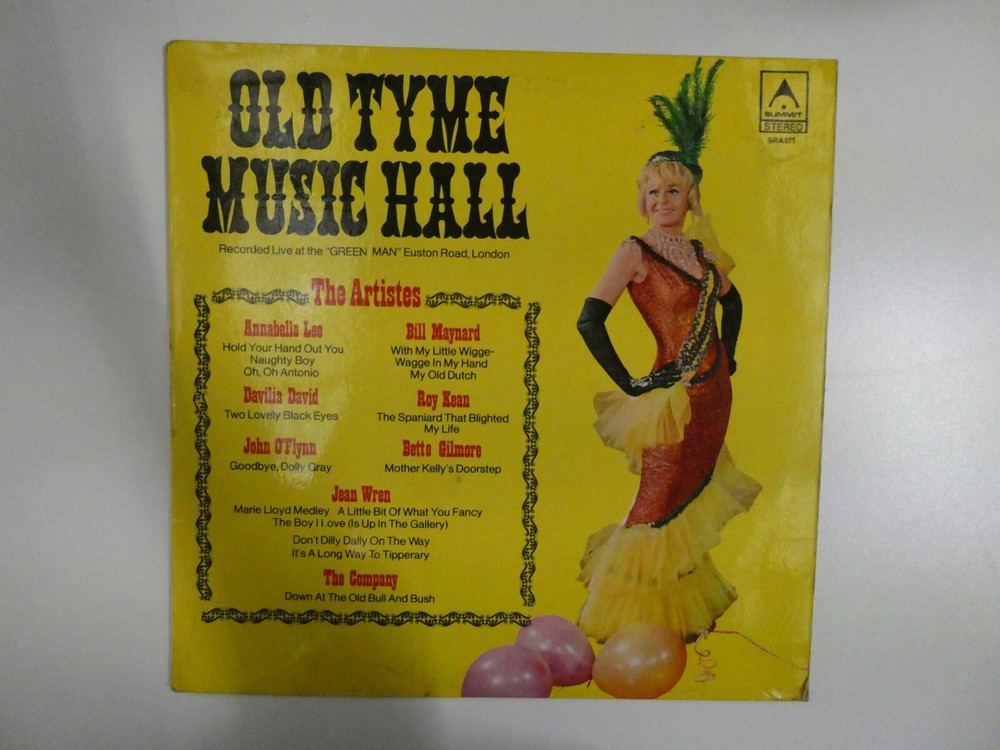 OLD TYME
MUSIC HALL
Recorded Live at the "GREEN MAN" Euston Road, London
SUMMIT
STEREO
SRA 071
The Artistes
Annabelle Lee
Hold Your Hand Out You
Naughty Boy
Oh, Oh Antonio
Bill Maynard
With My Little Wigge-
Wagge In My Hand
My Old Dutch
Davilia David
Two Lovely Black Eyes
Roy Kean
The Spaniard That Blighted
My Life
John O'Flynn
Goodbye, Dolly Gray
Bette Gilmore
Mother Kelly's Doorstep
Jean Wren
Marie Lloyd Medley A Little Bit Of What You Fancy
The Boy I Love (Is Up In The Gallery)
Don't Dilly Dally On The Way
It's A Long Way To Tipperary
The Company
Down At The Old Bull And Bush